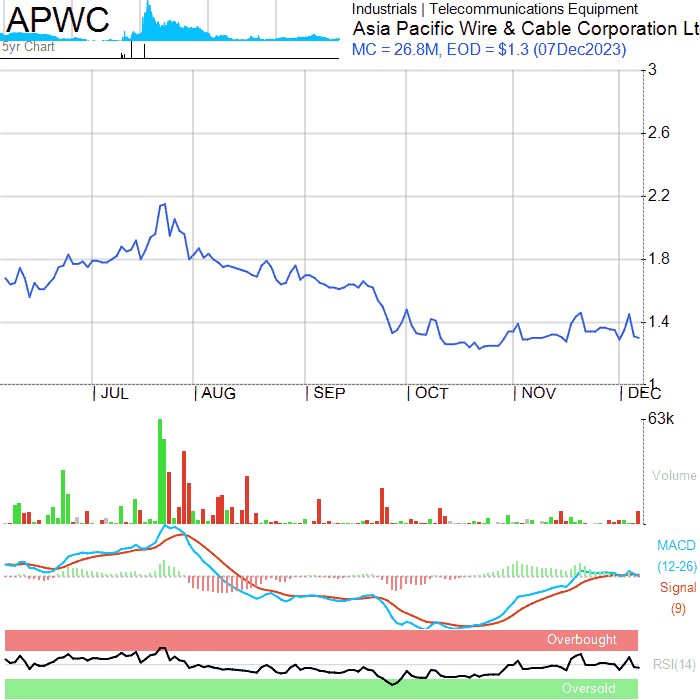 APWC
5yr Chart
Industrials | Telecommunications Equipment
Asia Pacific Wire & Cable Corporation Lt
MC = 26.8M, EOD = $1.3 (07Dec2023)
3
2.6
2.2
1.8
1.4
1
JUL AUG SEP OCT NOV DEC
63k
Volume
MACD
(12-26)
Signal
(9)
Overbought
RSI(14)
Oversold